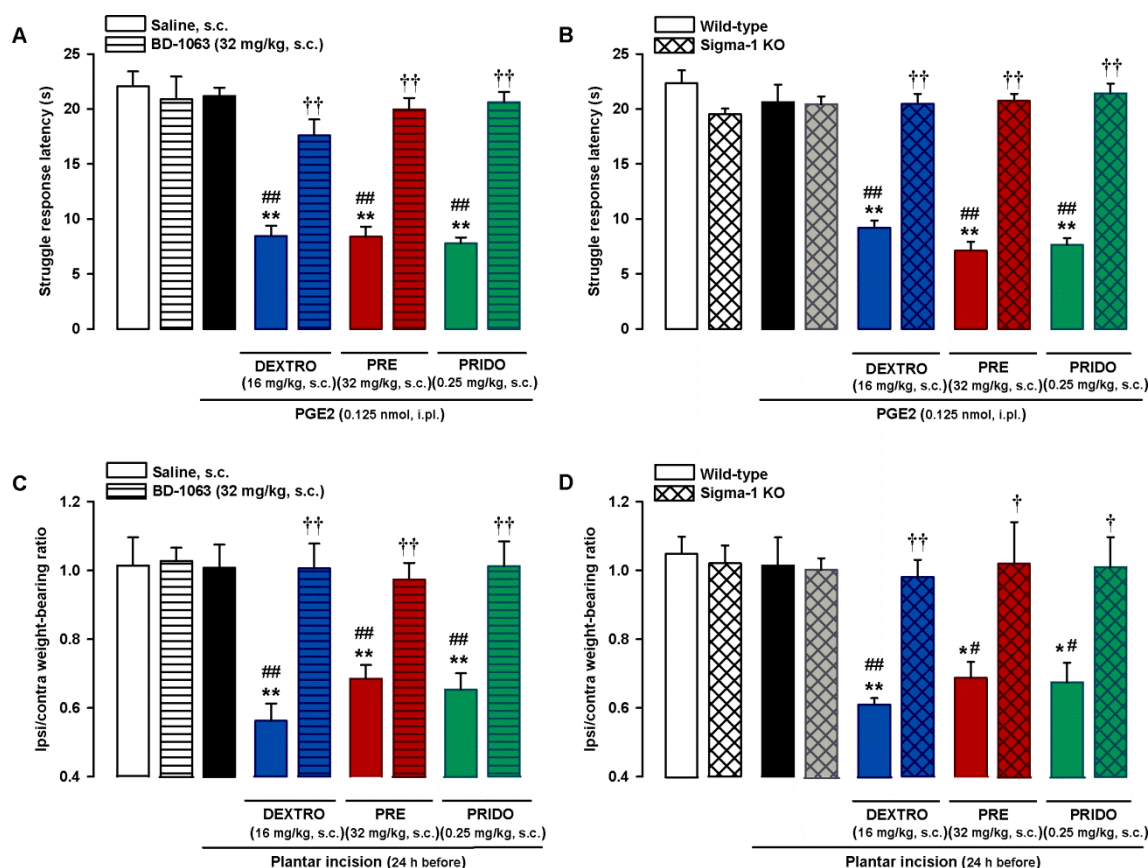 A
Saline, s.c.
BD-1063 (32 mg/kg, s.c.)
Struggle response latency (s)
25
20
15
10
5
0
††
††
††
##
**
##
**
##
**
DEXTRO
PRE
PRIDO
(16 mg/kg, s.c.)
(32 mg/kg, s.c.)
(0.25 mg/kg, s.c.)
PGE2 (0.125 nmol, i.pl.)
B
Wild-type
Sigma-1 KO
Struggle response latency (s)
25
20
15
10
5
0
††
††
††
##
**
##
**
##
**
DEXTRO
PRE
PRIDO
(16 mg/kg, s.c.)
(32 mg/kg, s.c.)
(0.25 mg/kg, s.c.)
PGE2 (0.125 nmol, i.pl.)
C
Saline, s.c.
BD-1063 (32 mg/kg, s.c.)
Ipsi/contra weight-bearing ratio
1.2
1.0
0.8
0.6
0.4
††
††
††
##
**
##
**
##
**
DEXTRO
PRE
PRIDO
(16 mg/kg, s.c.)
(32 mg/kg, s.c.)
(0.25 mg/kg, s.c.)
Plantar incision (24 h before)
D
Wild-type
Sigma-1 KO
Ipsi/contra weight-bearing ratio
1.2
1.0
0.8
0.6
0.4
††
†
†
##
**
*#
*#
DEXTRO
PRE
PRIDO
(16 mg/kg, s.c.)
(32 mg/kg, s.c.)
(0.25 mg/kg, s.c.)
Plantar incision (24 h before)